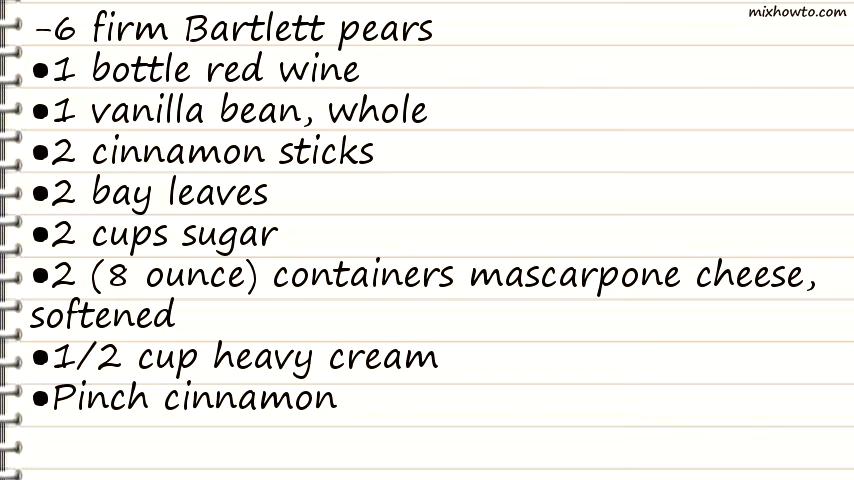 mixhowto.com
-6 firm Bartlett pears
•1 bottle red wine
•1 vanilla bean, whole
•2 cinnamon sticks
•2 bay leaves
•2 cups sugar
•2 (8 ounce) containers mascarpone cheese,
softened
•1/2 cup heavy cream
•Pinch cinnamon